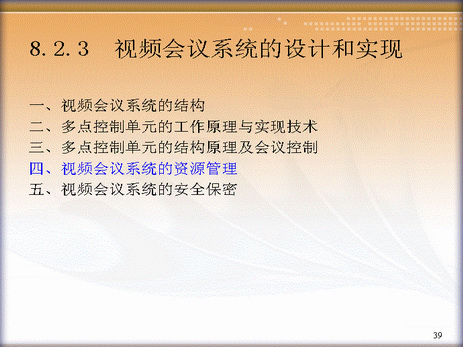 8.2.3 视频会议系统的设计和实现
一、视频会议系统的结构
二、多点控制单元的工作原理与实现技术
三、多点控制单元的结构原理及会议控制
四、视频会议系统的资源管理
五、视频会议系统的安全保密
39